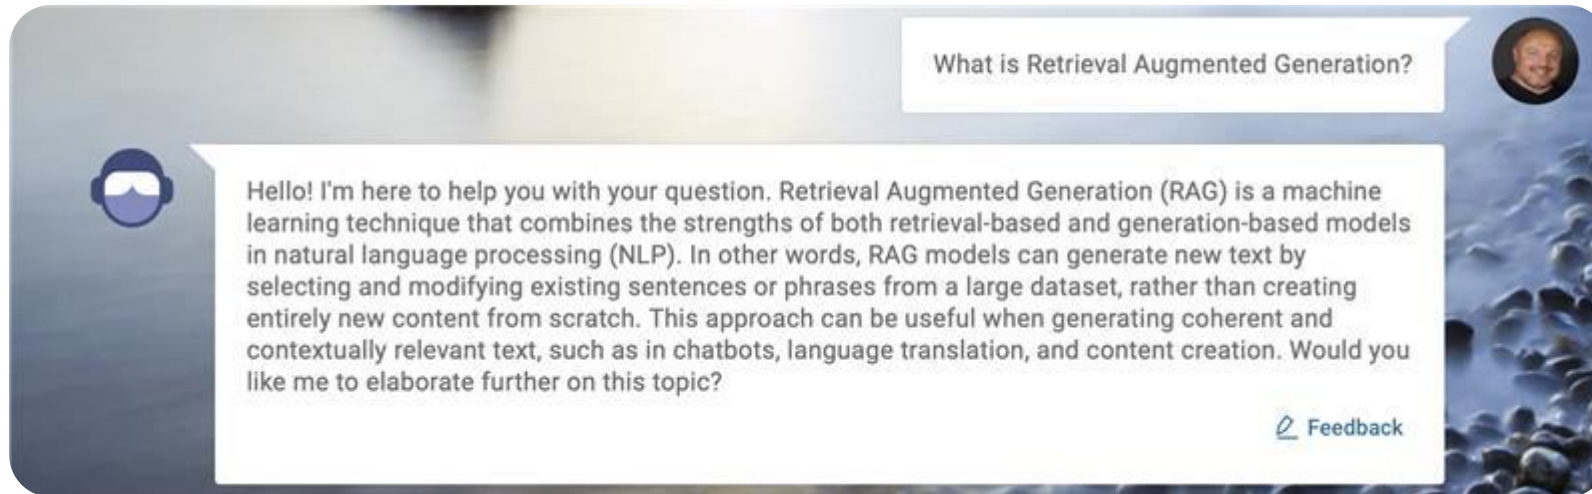 What is Retrieval Augmented Generation?
Hello! I'm here to help you with your question. Retrieval Augmented Generation (RAG) is a machine
learning technique that combines the strengths of both retrieval-based and generation-based models
in natural language processing (NLP). In other words, RAG models can generate new text by
selecting and modifying existing sentences or phrases from a large dataset, rather than creating
entirely new content from scratch. This approach can be useful when generating coherent and
contextually relevant text, such as in chatbots, language translation, and content creation. Would you
like me to elaborate further on this topic?
Feedback